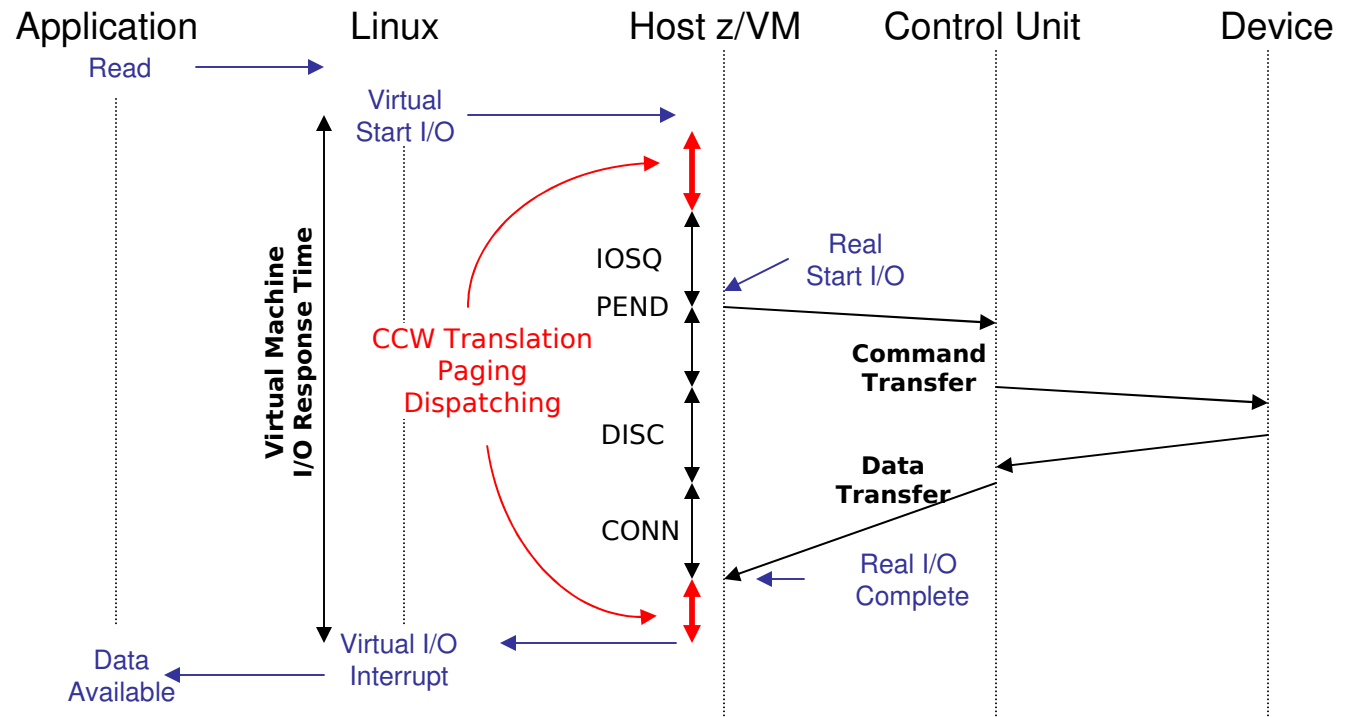 Application
Linux
Host z/VM
Control Unit
Device
Read
Virtual
Start I/O
Virtual Machine
I/O Response Time
IOSQ
Real
Start I/O
PEND
CCW Translation
Paging
Dispatching
Command
Transfer
DISC
Data
Transfer
CONN
Real I/O
Complete
Virtual I/O
Interrupt
Data
Available